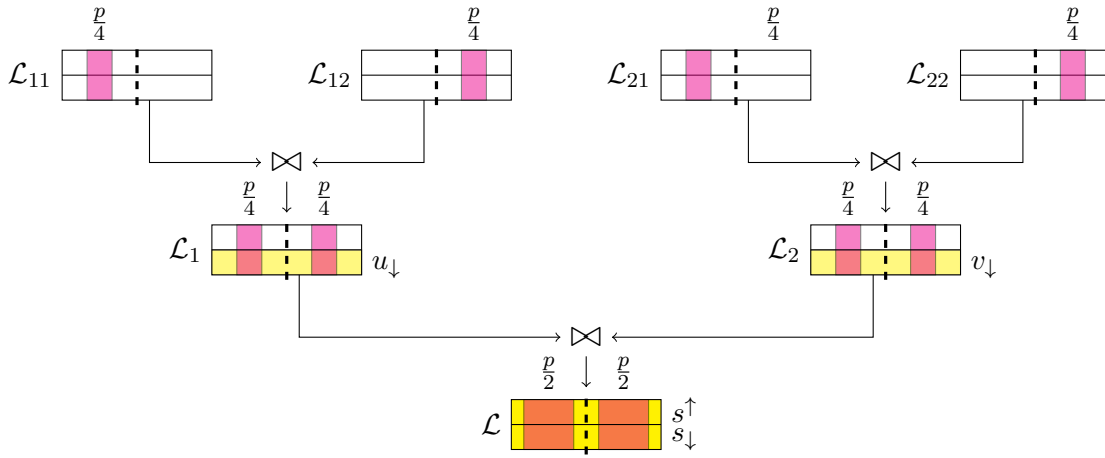 p/4 p/4 p/4 p/4
ℒ₁₁ ℒ₁₂ ℒ₂₁ ℒ₂₂
⋈ ⋈
p/4 p/4 p/4 p/4
ℒ₁ u↓ ℒ₂ v↓
⋈
p/2 p/2
ℒ s↑
s↓